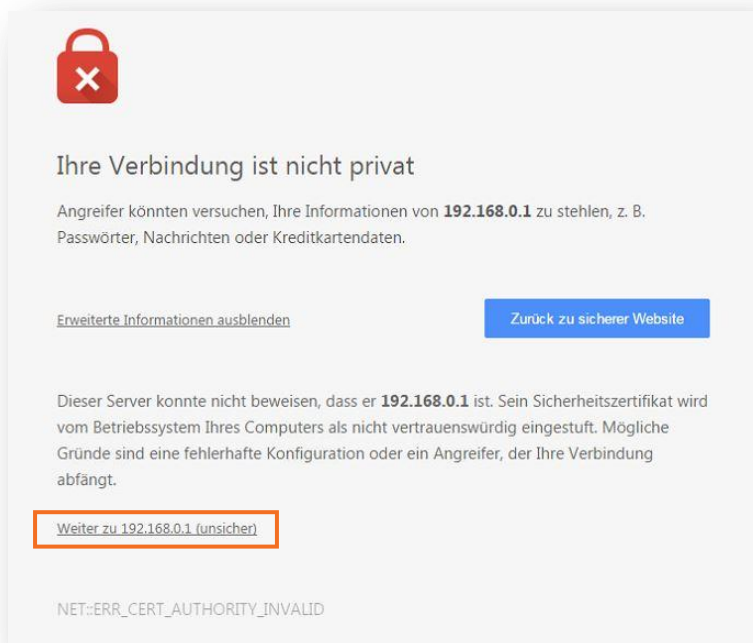 Ihre Verbindung ist nicht privat
Angreifer könnten versuchen, Ihre Informationen von 192.168.0.1 zu stehlen, z. B.
Passwörter, Nachrichten oder Kreditkartendaten.
Erweiterte Informationen ausblenden
Zurück zu sicherer Website
Dieser Server konnte nicht beweisen, dass er 192.168.0.1 ist. Sein Sicherheitszertifikat wird
vom Betriebssystem Ihres Computers als nicht vertrauenswürdig eingestuft. Mögliche
Gründe sind eine fehlerhafte Konfiguration oder ein Angreifer, der Ihre Verbindung
abfängt.
Weiter zu 192.168.0.1 (unsicher)
NET::ERR_CERT_AUTHORITY_INVALID